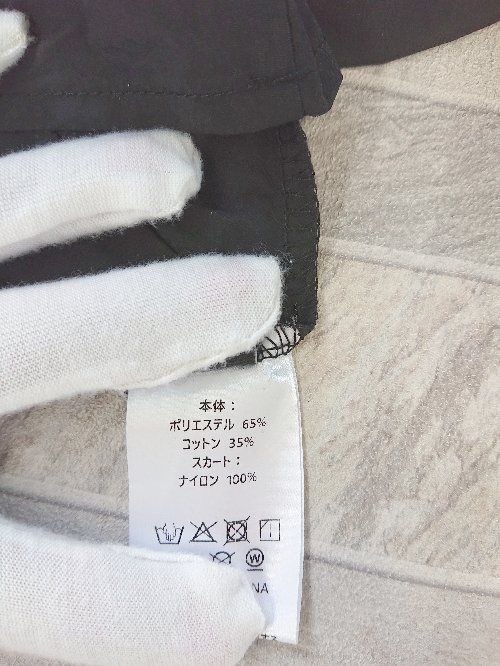 本体：
ポリエステル 65%
コットン 35%
スカート：
ナイロン 100%
W
NA